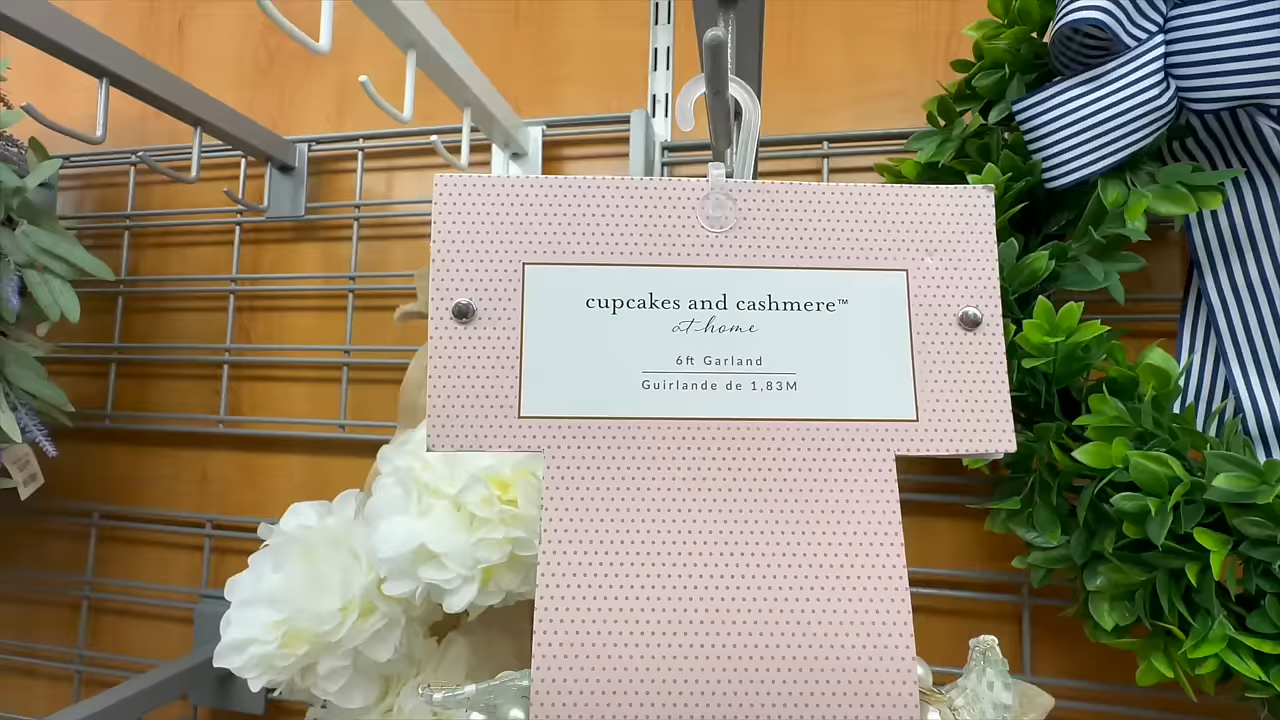 cupcakes and cashmere™
at home
6ft Garland
Guirlande de 1,83M